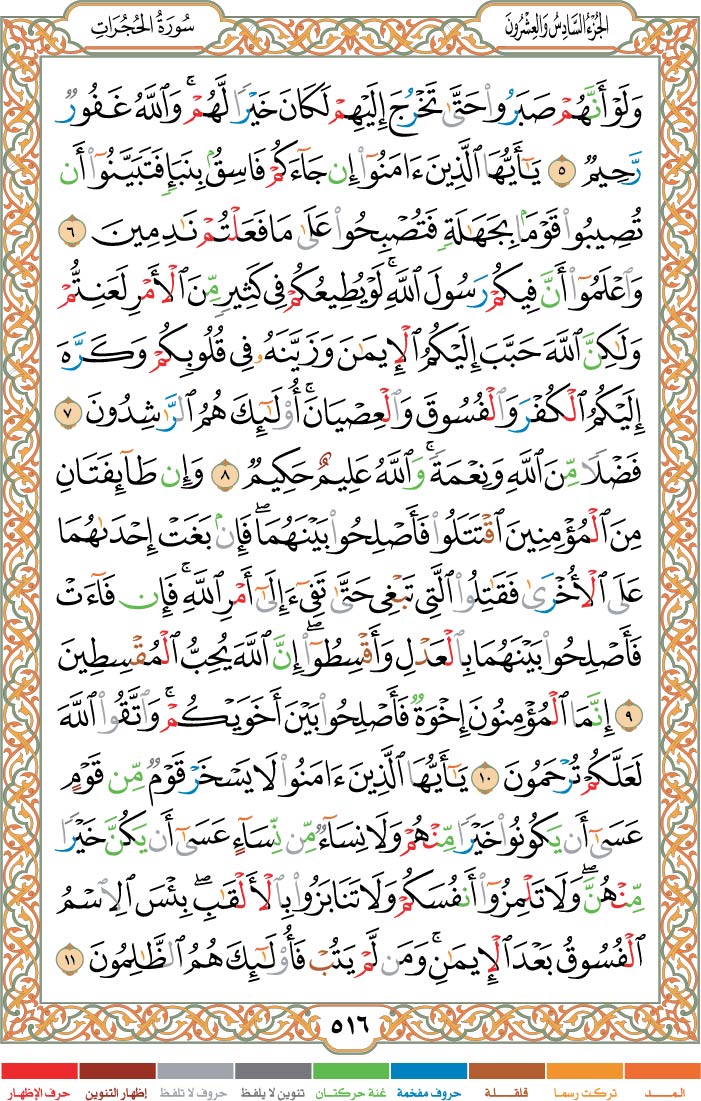 الجُزْءُ السَّادِسُ وَالعِشْرُونَ
سُورَةُ الحُجُرَاتِ
وَلَوْ أَنَّهُمْ صَبَرُوا۟ حَتَّىٰ تَخْرُجَ إِلَيْهِمْ لَكَانَ خَيْرًا لَّهُمْ ۚ وَٱللَّهُ غَفُورٌ
رَّحِيمٌ ٥ يَـٰٓأَيُّهَا ٱلَّذِينَ ءَامَنُوٓا۟ إِن جَآءَكُمْ فَاسِقٌۢ بِنَبَإٍ فَتَبَيَّنُوٓا۟ أَن
تُصِيبُوا۟ قَوْمًۢا بِجَهَـٰلَةٍ فَتُصْبِحُوا۟ عَلَىٰ مَا فَعَلْتُمْ نَـٰدِمِينَ ٦
وَٱعْلَمُوٓا۟ أَنَّ فِيكُمْ رَسُولَ ٱللَّهِ ۚ لَوْ يُطِيعُكُمْ فِى كَثِيرٍ مِّنَ ٱلْأَمْرِ لَعَنِتُّمْ
وَلَـٰكِنَّ ٱللَّهَ حَبَّبَ إِلَيْكُمُ ٱلْإِيمَـٰنَ وَزَيَّنَهُۥ فِى قُلُوبِكُمْ وَكَرَّهَ
إِلَيْكُمُ ٱلْكُفْرَ وَٱلْفُسُوقَ وَٱلْعِصْيَانَ ۚ أُو۟لَـٰٓئِكَ هُمُ ٱلرَّٰشِدُونَ ٧
فَضْلًا مِّنَ ٱللَّهِ وَنِعْمَةً ۚ وَٱللَّهُ عَلِيمٌ حَكِيمٌ ٨ وَإِن طَآئِفَتَانِ
مِنَ ٱلْمُؤْمِنِينَ ٱقْتَتَلُوا۟ فَأَصْلِحُوا۟ بَيْنَهُمَا ۖ فَإِنۢ بَغَتْ إِحْدَىٰهُمَا
عَلَى ٱلْأُخْرَىٰ فَقَـٰتِلُوا۟ ٱلَّتِى تَبْغِى حَتَّىٰ تَفِىٓءَ إِلَىٰٓ أَمْرِ ٱللَّهِ ۚ فَإِن فَآءَتْ
فَأَصْلِحُوا۟ بَيْنَهُمَا بِٱلْعَدْلِ وَأَقْسِطُوٓا۟ ۖ إِنَّ ٱللَّهَ يُحِبُّ ٱلْمُقْسِطِينَ
٩ إِنَّمَا ٱلْمُؤْمِنُونَ إِخْوَةٌ فَأَصْلِحُوا۟ بَيْنَ أَخَوَيْكُمْ ۚ وَٱتَّقُوا۟ ٱللَّهَ
لَعَلَّكُمْ تُرْحَمُونَ ١٠ يَـٰٓأَيُّهَا ٱلَّذِينَ ءَامَنُوا۟ لَا يَسْخَرْ قَوْمٌ مِّن قَوْمٍ
عَسَىٰٓ أَن يَكُونُوا۟ خَيْرًا مِّنْهُمْ وَلَا نِسَآءٌ مِّن نِّسَآءٍ عَسَىٰٓ أَن يَكُنَّ خَيْرًا
مِّنْهُنَّ ۖ وَلَا تَلْمِزُوٓا۟ أَنفُسَكُمْ وَلَا تَنَابَزُوا۟ بِٱلْأَلْقَـٰبِ ۖ بِئْسَ ٱلِٱسْمُ
ٱلْفُسُوقُ بَعْدَ ٱلْإِيمَـٰنِ ۚ وَمَن لَّمْ يَتُبْ فَأُو۟لَـٰٓئِكَ هُمُ ٱلظَّـٰلِمُونَ ١١
٥١٦
المــد تركت رسما قلقـلة حروف مفخمة غنة حركتان تنوين لا يلفظ حروف لا تلفظ إظهار التنوين حرف الإظهار